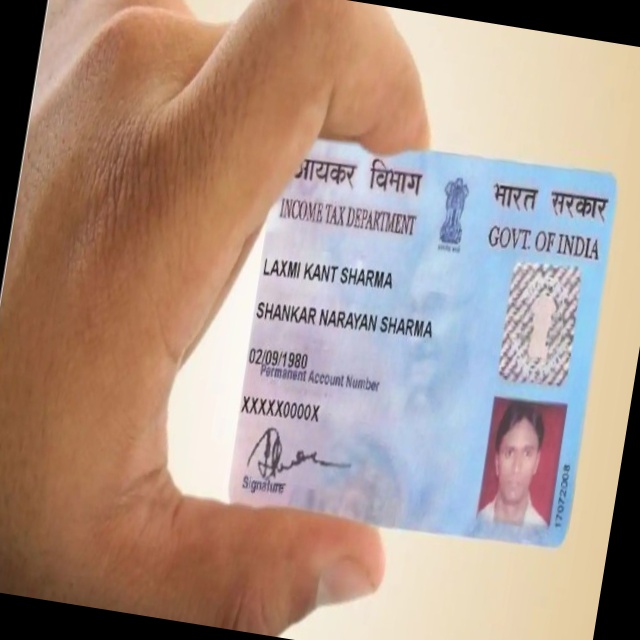 आयकर विभाग
INCOME TAX DEPARTMENT
भारत सरकार
GOVT. OF INDIA
LAXMI KANT SHARMA
SHANKAR NARAYAN SHARMA
02/09/1980
Permanent Account Number
XXXXX0000X
Signature
17072008